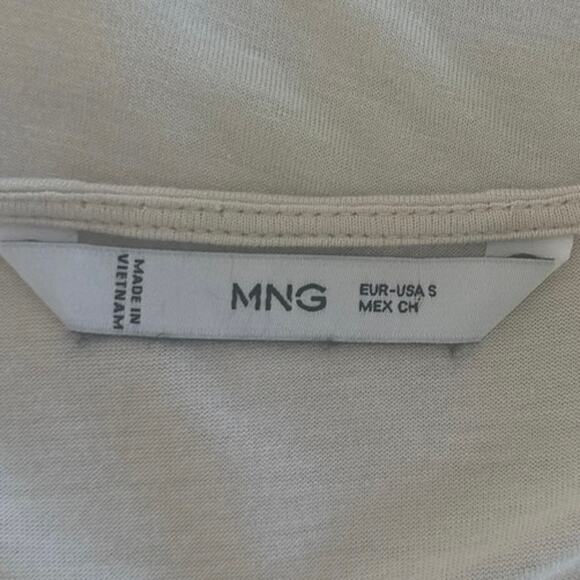 MADE IN
VIETNAM
MNG
EUR-USA S
MEX CH